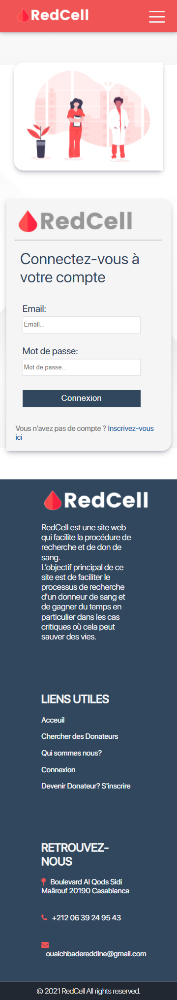 RedCell
RedCell
Connectez-vous à
votre compte
Email:
Email...
Mot de passe:
Mot de passe...
Connexion
Vous n'avez pas de compte ? Inscrivez-vous
ici
RedCell
RedCell est une site web
qui facilite la procédure de
recherche et de don de
sang.
L'objectif principal de ce
site est de faciliter le
processus de recherche
d'un donneur de sang et
de gagner du temps en
particulier dans les cas
critiques où cela peut
sauver des vies.
LIENS UTILES
Acceuil
Chercher des Donateurs
Qui sommes nous?
Connexion
Devenir Donateur? S'inscrire
RETROUVEZ-
NOUS
Boulevard Al Qods Sidi
Maârouf 20190 Casablanca
+212 06 39 24 95 43
ouaichbadereddine@gmail.com
© 2021 RedCell All rights reserved.